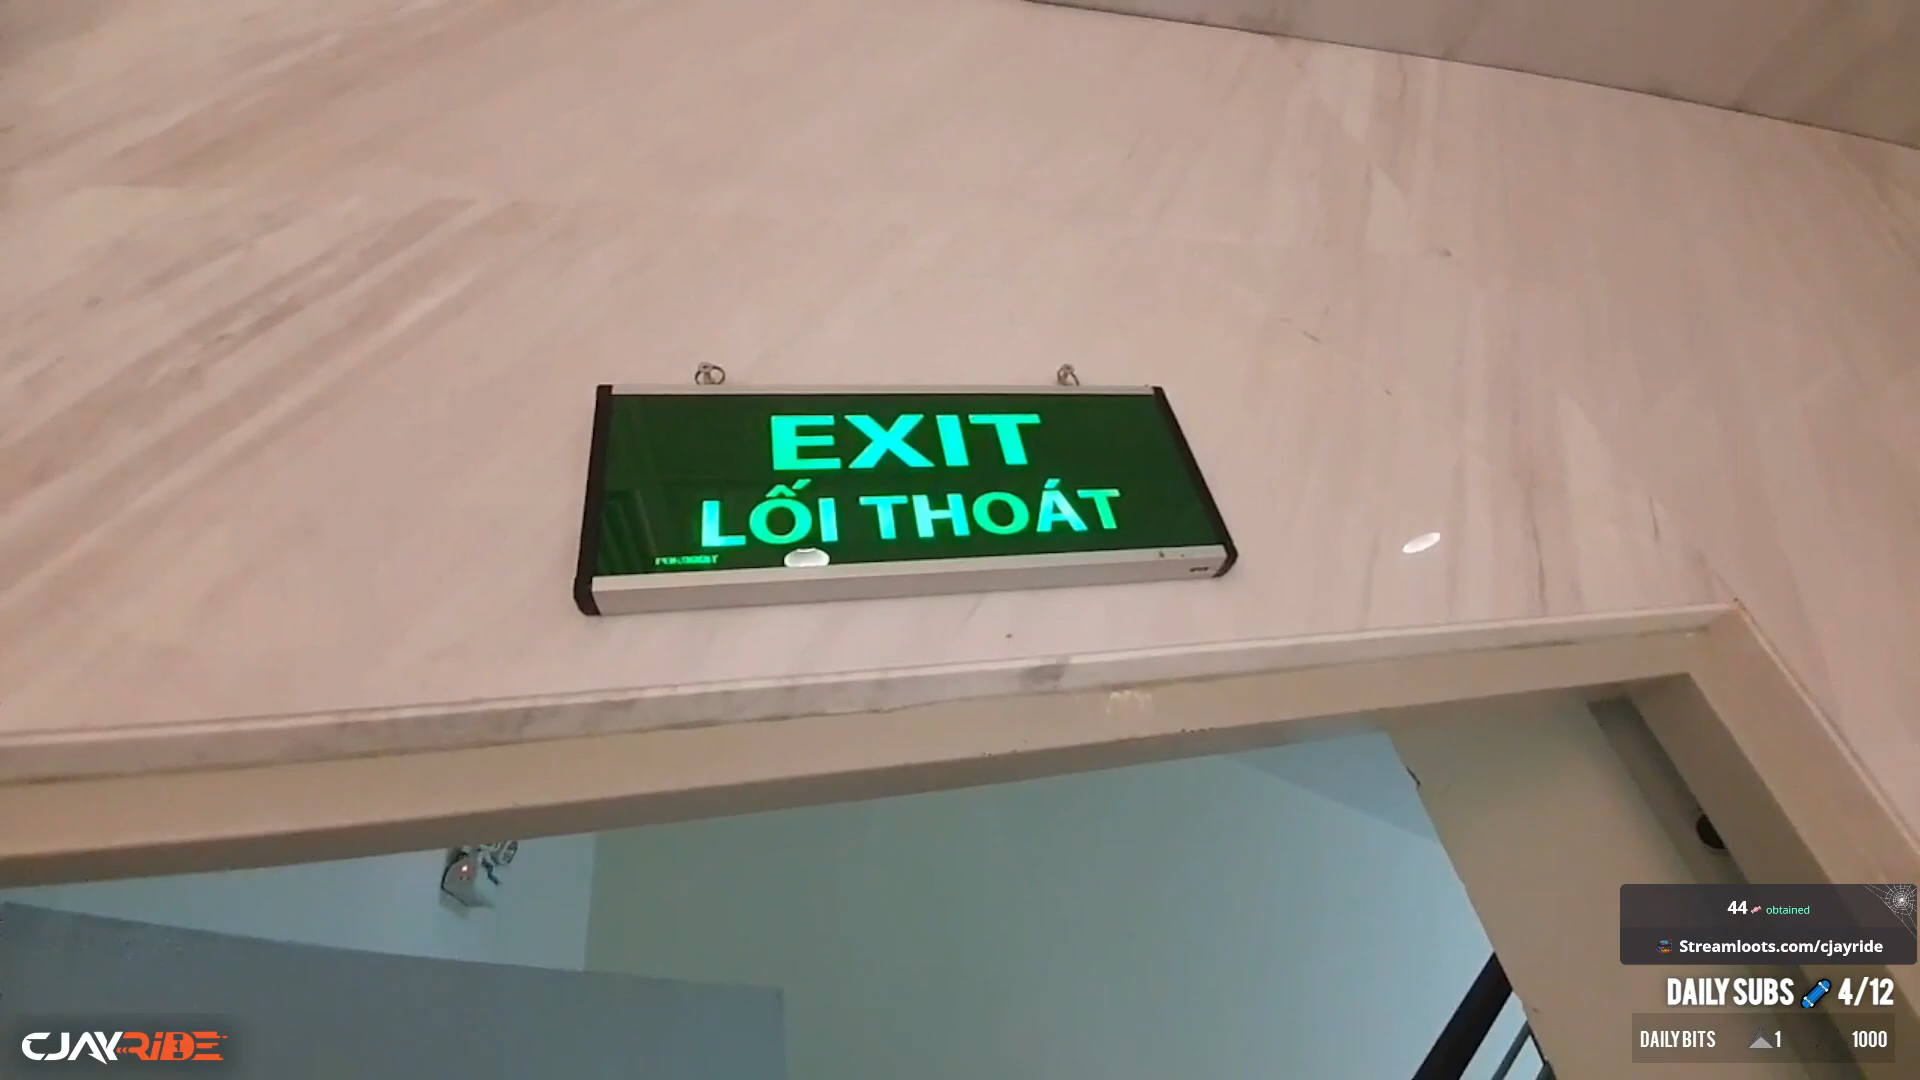 EXIT
LỐI THOÁT
44 obtained
Streamloots.com/cjayride
DAILY SUBS 4/12
DAILY BITS 1 1000
CJAYRIDE